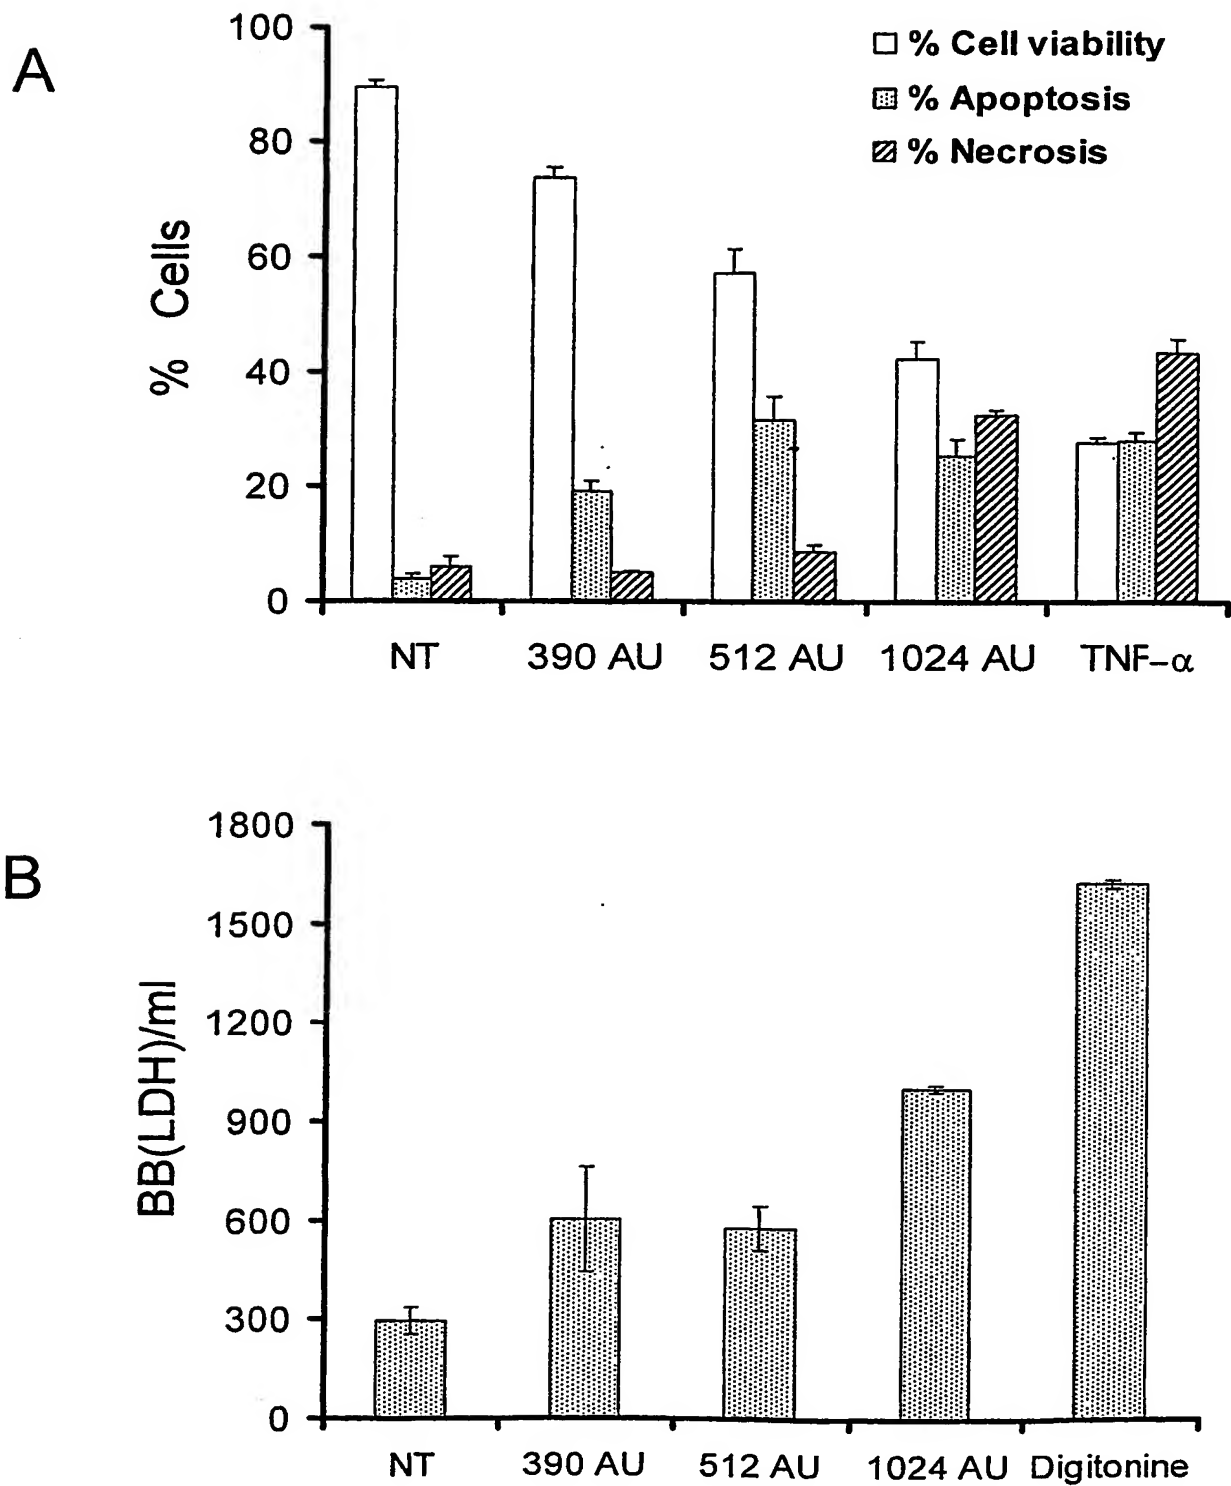 A
100
80
60
40
20
0
% Cells
% Cell viability
% Apoptosis
% Necrosis
NT 390 AU 512 AU 1024 AU TNF–α
B
1800
1500
1200
900
600
300
0
BB(LDH)/ml
NT 390 AU 512 AU 1024 AU Digitonine